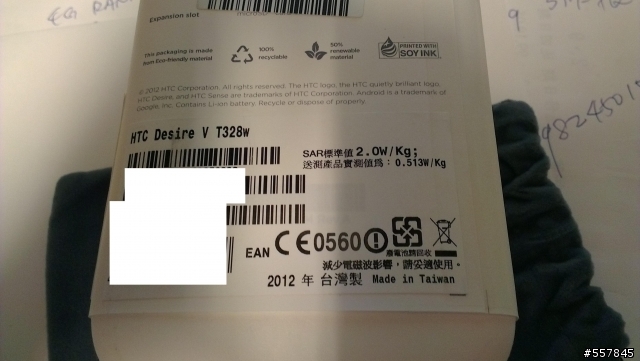 Expansion slot
This packaging is made
from Eco-friendly material
100%
recyclable
50%
renewable
material
PRINTED WITH
SOY INK
© 2012 HTC Corporation. All rights reserved. The HTC logo, the HTC quietly brilliant logo,
HTC Desire, and HTC Sense are trademarks of HTC Corporation. Android is a trademark of
Google, Inc. Contains Li-ion battery. Recycle or dispose of properly.
HTC Desire V T328w
SAR標準值 2.0W/Kg;
送測產品實測值為: 0.513W/Kg
EAN CE0560
廢電池請回收
減少電磁波影響,請妥適使用。
2012 年 台灣製 Made in Taiwan
#557845